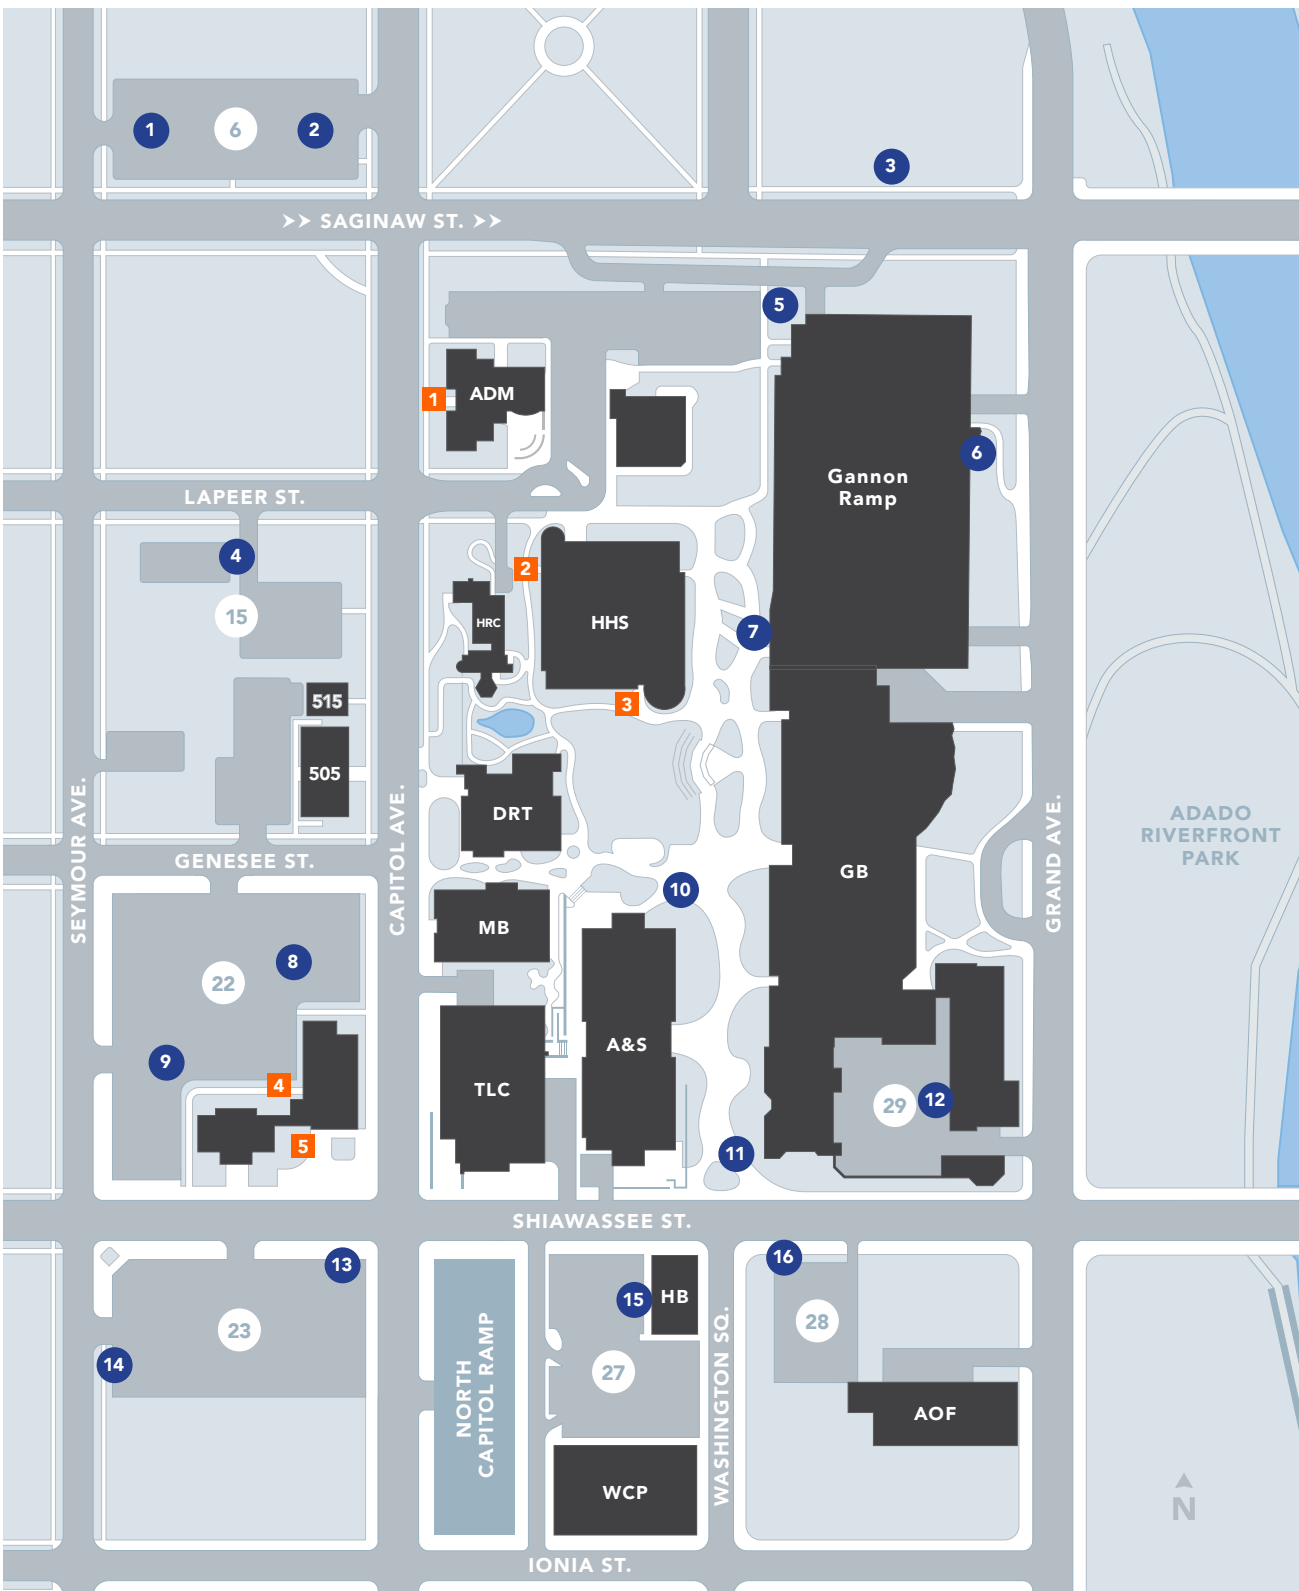 1
6
2
3
>> SAGINAW ST. >>
5
1
ADM
6
Gannon
Ramp
LAPEER ST.
4
2
15
HRC
HHS
7
515
3
505
DRT
SEYMOUR AVE.
CAPITOL AVE.
GRAND AVE.
ADADO
RIVERFRONT
PARK
GENESEE ST.
GB
10
MB
8
22
9
A&S
4
TLC
29
12
5
11
SHIAWASSEE ST.
13
16
15
HB
28
23
14
27
NORTH
CAPITOL RAMP
WASHINGTON SQ.
AOF
WCP
N
IONIA ST.